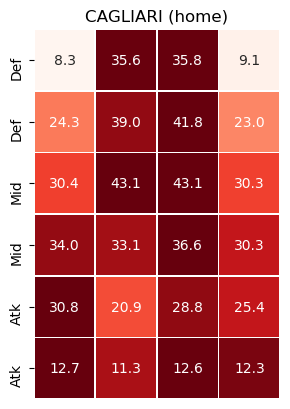 CAGLIARI (home)
Def 8.3 35.6 35.8 9.1
Def 24.3 39.0 41.8 23.0
Mid 30.4 43.1 43.1 30.3
Mid 34.0 33.1 36.6 30.3
Atk 30.8 20.9 28.8 25.4
Atk 12.7 11.3 12.6 12.3